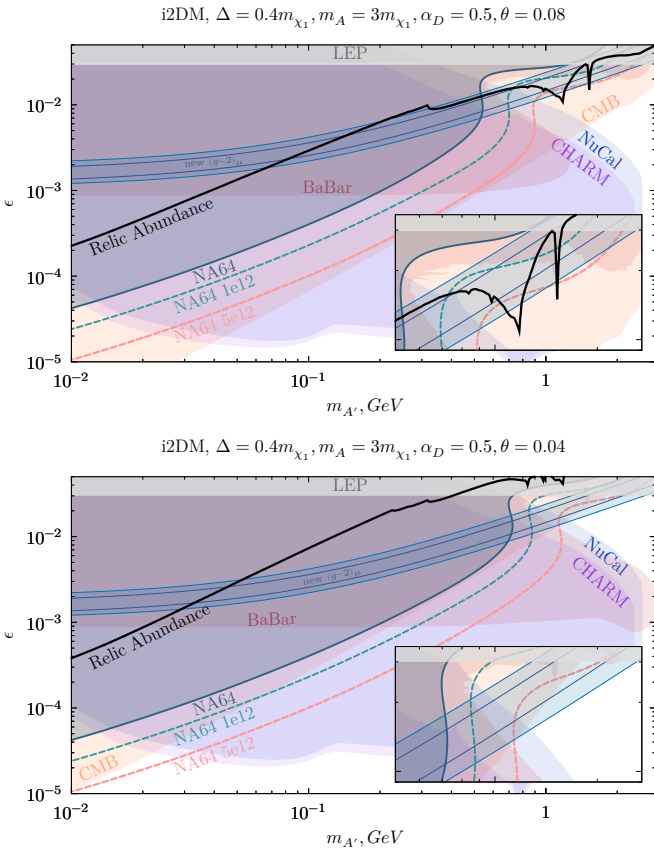 i2DM, Δ = 0.4m_{χ₁}, m_A = 3m_{χ₁}, α_D = 0.5, θ = 0.08
LEP
10⁻²
CMB
new (g−2)_μ
NuCal
CHARM
10⁻³
BaBar
ϵ
Relic Abundance
NA64
10⁻⁴
NA64 1e12
NA64 5e12
10⁻⁵
10⁻² 10⁻¹ 1
m_{A′}, GeV
i2DM, Δ = 0.4m_{χ₁}, m_A = 3m_{χ₁}, α_D = 0.5, θ = 0.04
LEP
10⁻²
NuCal
new (g−2)_μ
CHARM
10⁻³
BaBar
ϵ
Relic Abundance
NA64
10⁻⁴
NA64 1e12
NA64 5e12
CMB
10⁻⁵
10⁻² 10⁻¹ 1
m_{A′}, GeV